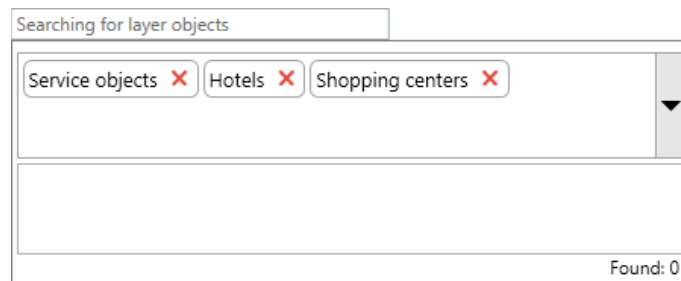 Searching for layer objects
Service objects Hotels Shopping centers
Found: 0